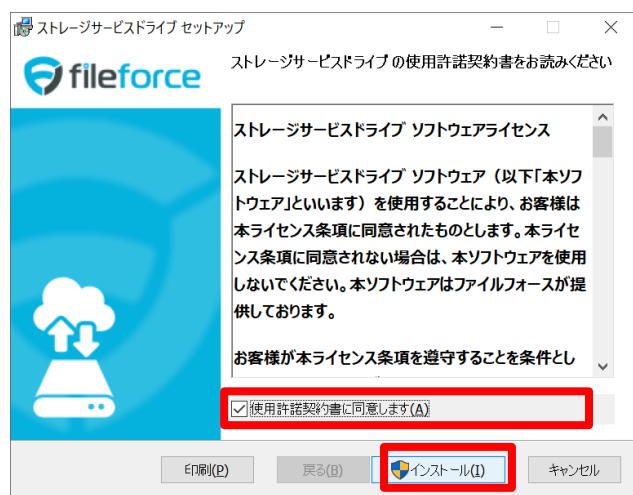 ストレージサービスドライブ セットアップ
fileforce
ストレージサービスドライブ の使用許諾契約書をお読みください
ストレージサービスドライブ ソフトウェアライセンス
ストレージサービスドライブ ソフトウェア（以下「本ソフ
トウェア」といいます）を使用することにより、お客様は
本ライセンス条項に同意されたものとします。本ライセ
ンス条項に同意されない場合は、本ソフトウェアを使用
しないでください。本ソフトウェアはファイルフォースが提
供しております。
お客様が本ライセンス条項を遵守することを条件とし
使用許諾契約書に同意します(A)
印刷(P)
戻る(B)
インストール(I)
キャンセル